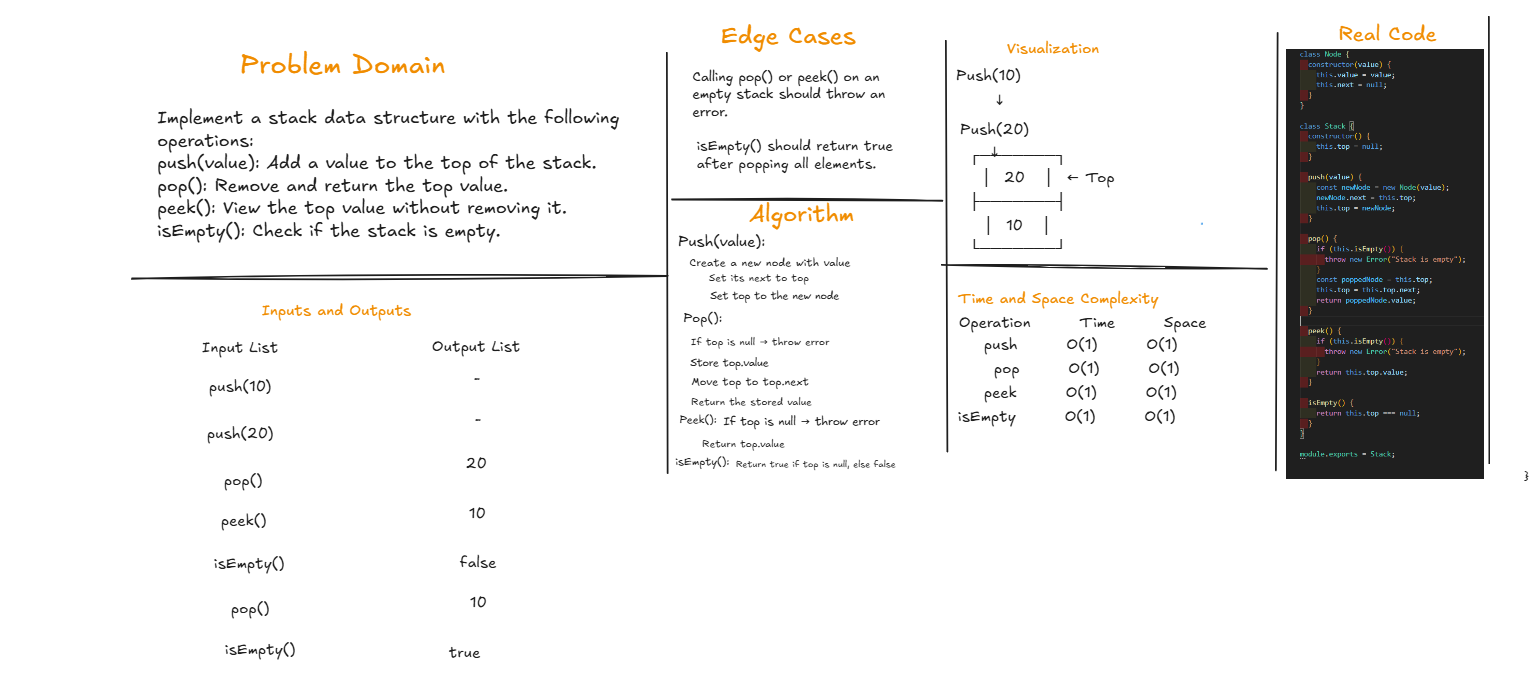 Problem Domain
Implement a stack data structure with the following
operations:
push(value): Add a value to the top of the stack.
pop(): Remove and return the top value.
peek(): View the top value without removing it.
isEmpty(): Check if the stack is empty.
Inputs and Outputs
Input List Output List
push(10) -
push(20) -
pop() 20
peek() 10
isEmpty() false
pop() 10
isEmpty() true
Edge Cases
Calling pop() or peek() on an
empty stack should throw an
error.
isEmpty() should return true
after popping all elements.
Algorithm
Push(value):
Create a new node with value
Set its next to top
Set top to the new node
Pop():
If top is null → throw error
Store top.value
Move top to top.next
Return the stored value
Peek(): If top is null → throw error
Return top.value
isEmpty(): Return true if top is null, else false
Visualization
Push(10)
↓
Push(20)
↓
| 20 | ← Top
| 10 |
Time and Space Complexity
Operation Time Space
push O(1) O(1)
pop O(1) O(1)
peek O(1) O(1)
isEmpty O(1) O(1)
Real Code
class Node {
constructor(value) {
this.value = value;
this.next = null;
}
}
class Stack {
constructor() {
this.top = null;
}
push(value) {
const newNode = new Node(value);
newNode.next = this.top;
this.top = newNode;
}
pop() {
if (this.isEmpty()) {
throw new Error("Stack is empty");
}
const poppedNode = this.top;
this.top = this.top.next;
return poppedNode.value;
}
peek() {
if (this.isEmpty()) {
throw new Error("Stack is empty");
}
return this.top.value;
}
isEmpty() {
return this.top === null;
}
}
module.exports = Stack;
}